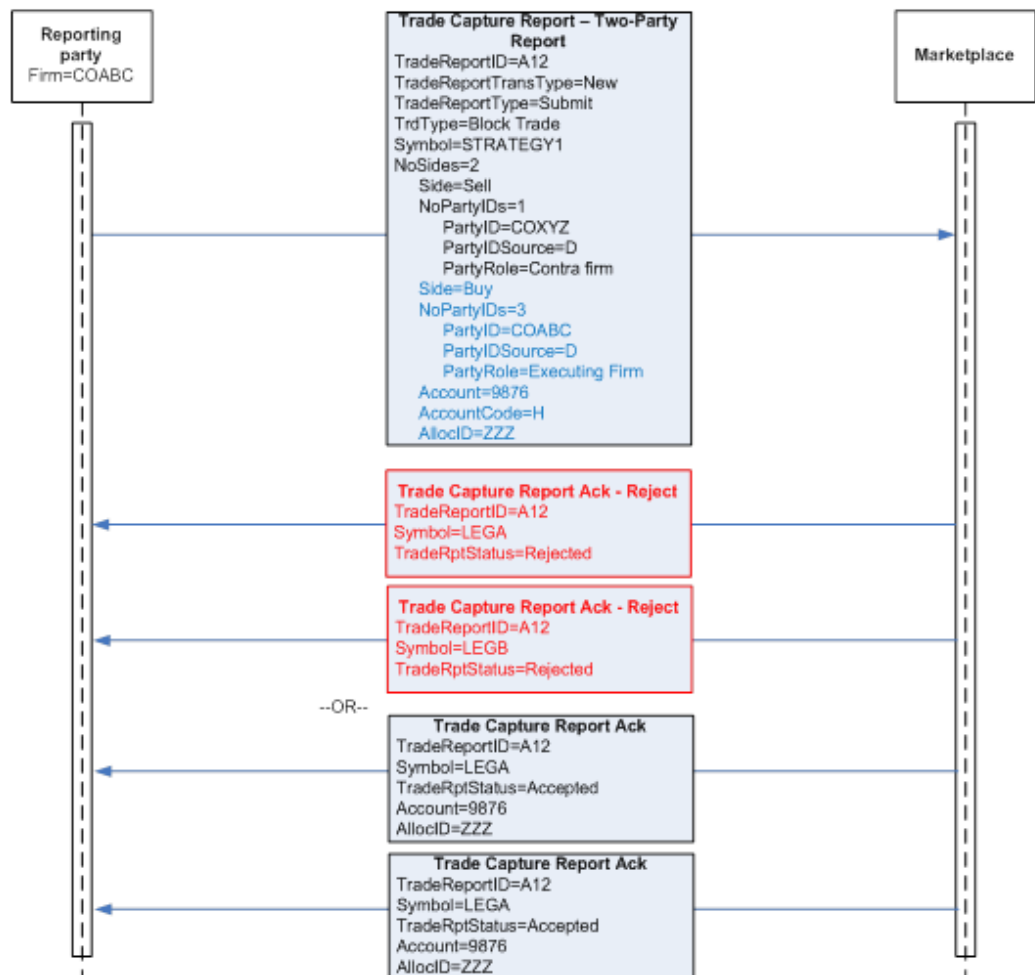 Reporting
party
Firm=COABC
Trade Capture Report – Two-Party
Report
TradeReportID=A12
TradeReportTransType=New
TradeReportType=Submit
TrdType=Block Trade
Symbol=STRATEGY1
NoSides=2
Side=Sell
NoPartyIDs=1
PartyID=COXYZ
PartyIDSource=D
PartyRole=Contra firm
Side=Buy
NoPartyIDs=3
PartyID=COABC
PartyIDSource=D
PartyRole=Executing Firm
Account=9876
AccountCode=H
AllocID=ZZZ
Marketplace
Trade Capture Report Ack - Reject
TradeReportID=A12
Symbol=LEGA
TradeRptStatus=Rejected
Trade Capture Report Ack - Reject
TradeReportID=A12
Symbol=LEGB
TradeRptStatus=Rejected
--OR--
Trade Capture Report Ack
TradeReportID=A12
Symbol=LEGA
TradeRptStatus=Accepted
Account=9876
AllocID=ZZZ
Trade Capture Report Ack
TradeReportID=A12
Symbol=LEGA
TradeRptStatus=Accepted
Account=9876
AllocID=ZZZ